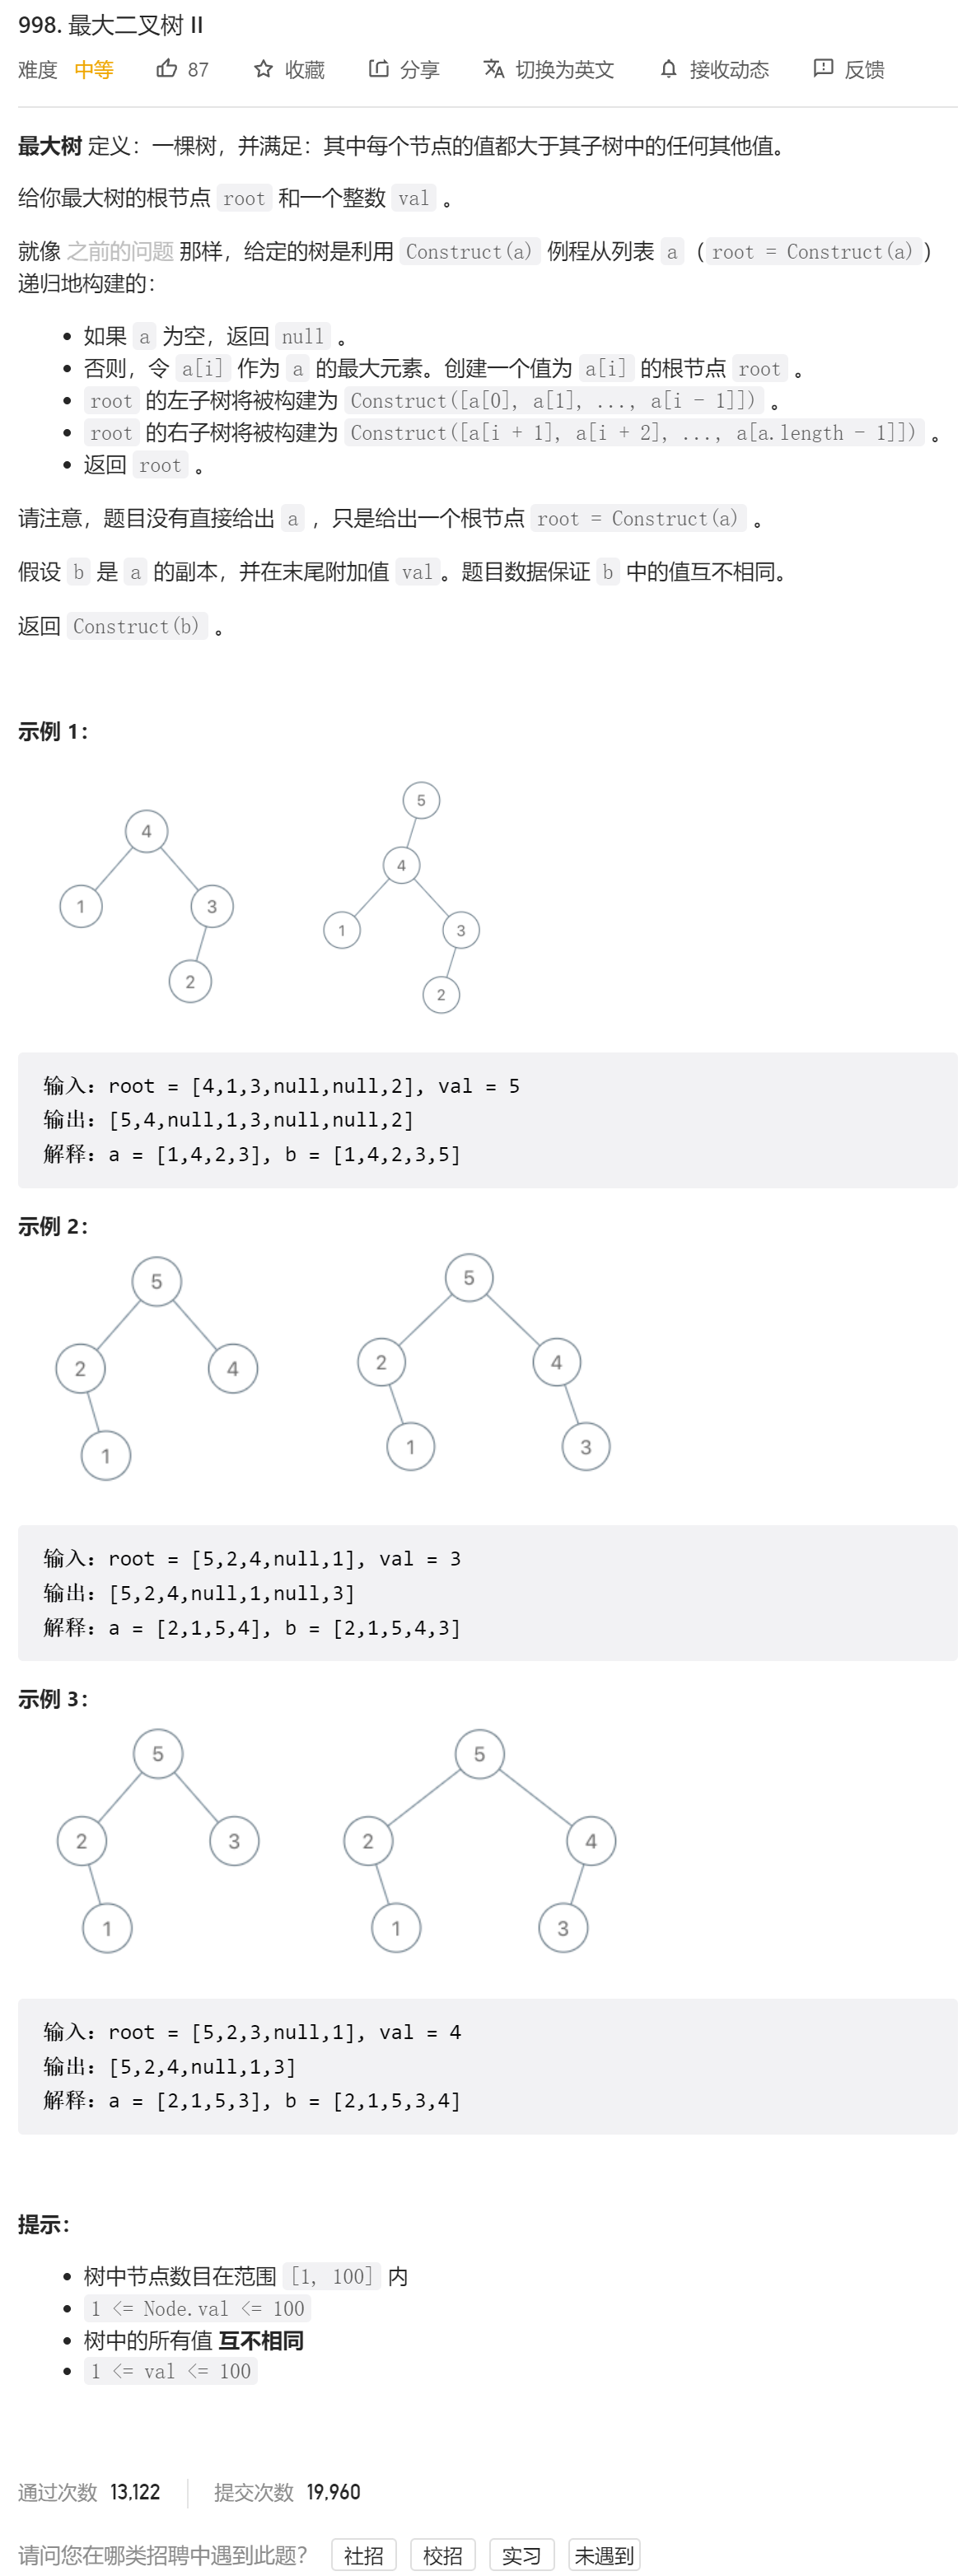 998. 最大二叉树 II
难度 中等 87 收藏 分享 切换为英文 接收动态 反馈
最大树 定义：一棵树，并满足：其中每个节点的值都大于其子树中的任何其他值。
给你最大树的根节点 root 和一个整数 val 。
就像 之前的问题 那样，给定的树是利用 Construct(a) 例程从列表 a（root = Construct(a)）
递归地构建的：
• 如果 a 为空，返回 null 。
• 否则，令 a[i] 作为 a 的最大元素。创建一个值为 a[i] 的根节点 root 。
• root 的左子树将被构建为 Construct([a[0], a[1], ..., a[i - 1]]) 。
• root 的右子树将被构建为 Construct([a[i + 1], a[i + 2], ..., a[a.length - 1]]) 。
• 返回 root 。
请注意，题目没有直接给出 a ，只是给出一个根节点 root = Construct(a) 。
假设 b 是 a 的副本，并在末尾附加值 val。题目数据保证 b 中的值互不相同。
返回 Construct(b) 。
示例 1：
5
4
4
1 3
1 3
2
2
输入：root = [4,1,3,null,null,2], val = 5
输出：[5,4,null,1,3,null,null,2]
解释：a = [1,4,2,3], b = [1,4,2,3,5]
示例 2：
5 5
2 4 2 4
1 1 3
输入：root = [5,2,4,null,1], val = 3
输出：[5,2,4,null,1,null,3]
解释：a = [2,1,5,4], b = [2,1,5,4,3]
示例 3：
5 5
2 3 2 4
1 1 3
输入：root = [5,2,3,null,1], val = 4
输出：[5,2,4,null,1,3]
解释：a = [2,1,5,3], b = [2,1,5,3,4]
提示：
• 树中节点数目在范围 [1, 100] 内
• 1 <= Node.val <= 100
• 树中的所有值 互不相同
• 1 <= val <= 100
通过次数 13,122 提交次数 19,960
请问您在哪类招聘中遇到此题？ 社招 校招 实习 未遇到